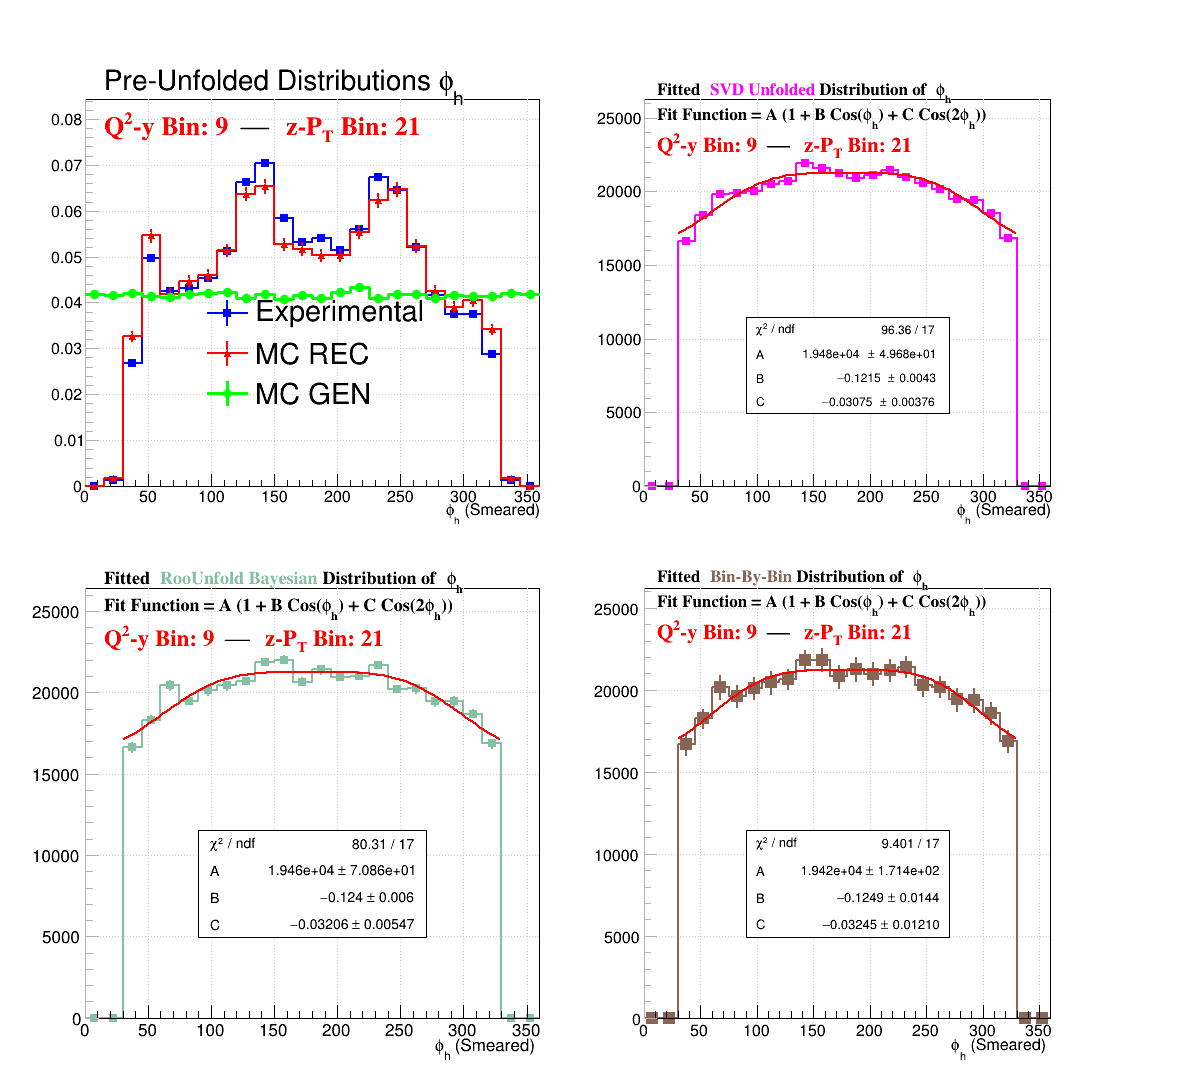 Pre-Unfolded Distributions ϕh
Q²-y Bin: 9 — z-PT Bin: 21
0.08
0.07
0.06
0.05
0.04
0.03
0.02
0.01
0
Experimental
MC REC
MC GEN
0 50 100 150 200 250 300 350
ϕh (Smeared)
Fitted SVD Unfolded Distribution of ϕh
Fit Function = A (1 + B Cos(ϕh) + C Cos(2ϕh))
Q²-y Bin: 9 — z-PT Bin: 21
25000
20000
15000
10000
5000
0
χ² / ndf 96.36 / 17
A 1.948e+04 ± 4.968e+01
B −0.1215 ± 0.0043
C −0.03075 ± 0.00376
0 50 100 150 200 250 300 350
ϕh (Smeared)
Fitted RooUnfold Bayesian Distribution of ϕh
Fit Function = A (1 + B Cos(ϕh) + C Cos(2ϕh))
Q²-y Bin: 9 — z-PT Bin: 21
25000
20000
15000
10000
5000
0
χ² / ndf 80.31 / 17
A 1.946e+04 ± 7.086e+01
B −0.124 ± 0.006
C −0.03206 ± 0.00547
0 50 100 150 200 250 300 350
ϕh (Smeared)
Fitted Bin-By-Bin Distribution of ϕh
Fit Function = A (1 + B Cos(ϕh) + C Cos(2ϕh))
Q²-y Bin: 9 — z-PT Bin: 21
25000
20000
15000
10000
5000
0
χ² / ndf 9.401 / 17
A 1.942e+04 ± 1.714e+02
B −0.1249 ± 0.0144
C −0.03245 ± 0.01210
0 50 100 150 200 250 300 350
ϕh (Smeared)